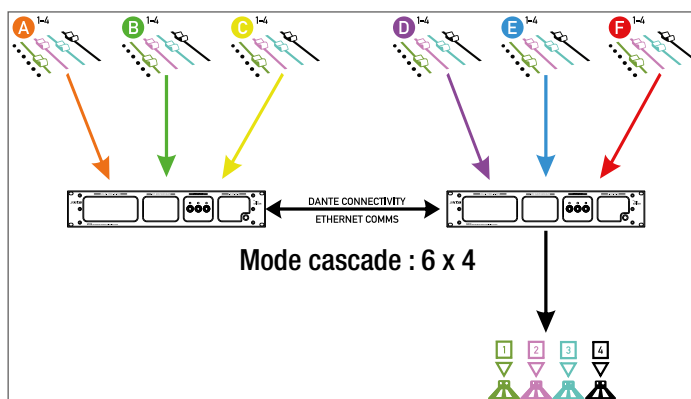 A 1-4 B 1-4 C 1-4 D 1-4 E 1-4 F 1-4
DANTE CONNECTIVITY
ETHERNET COMMS
Mode cascade : 6 x 4
1 2 3 4